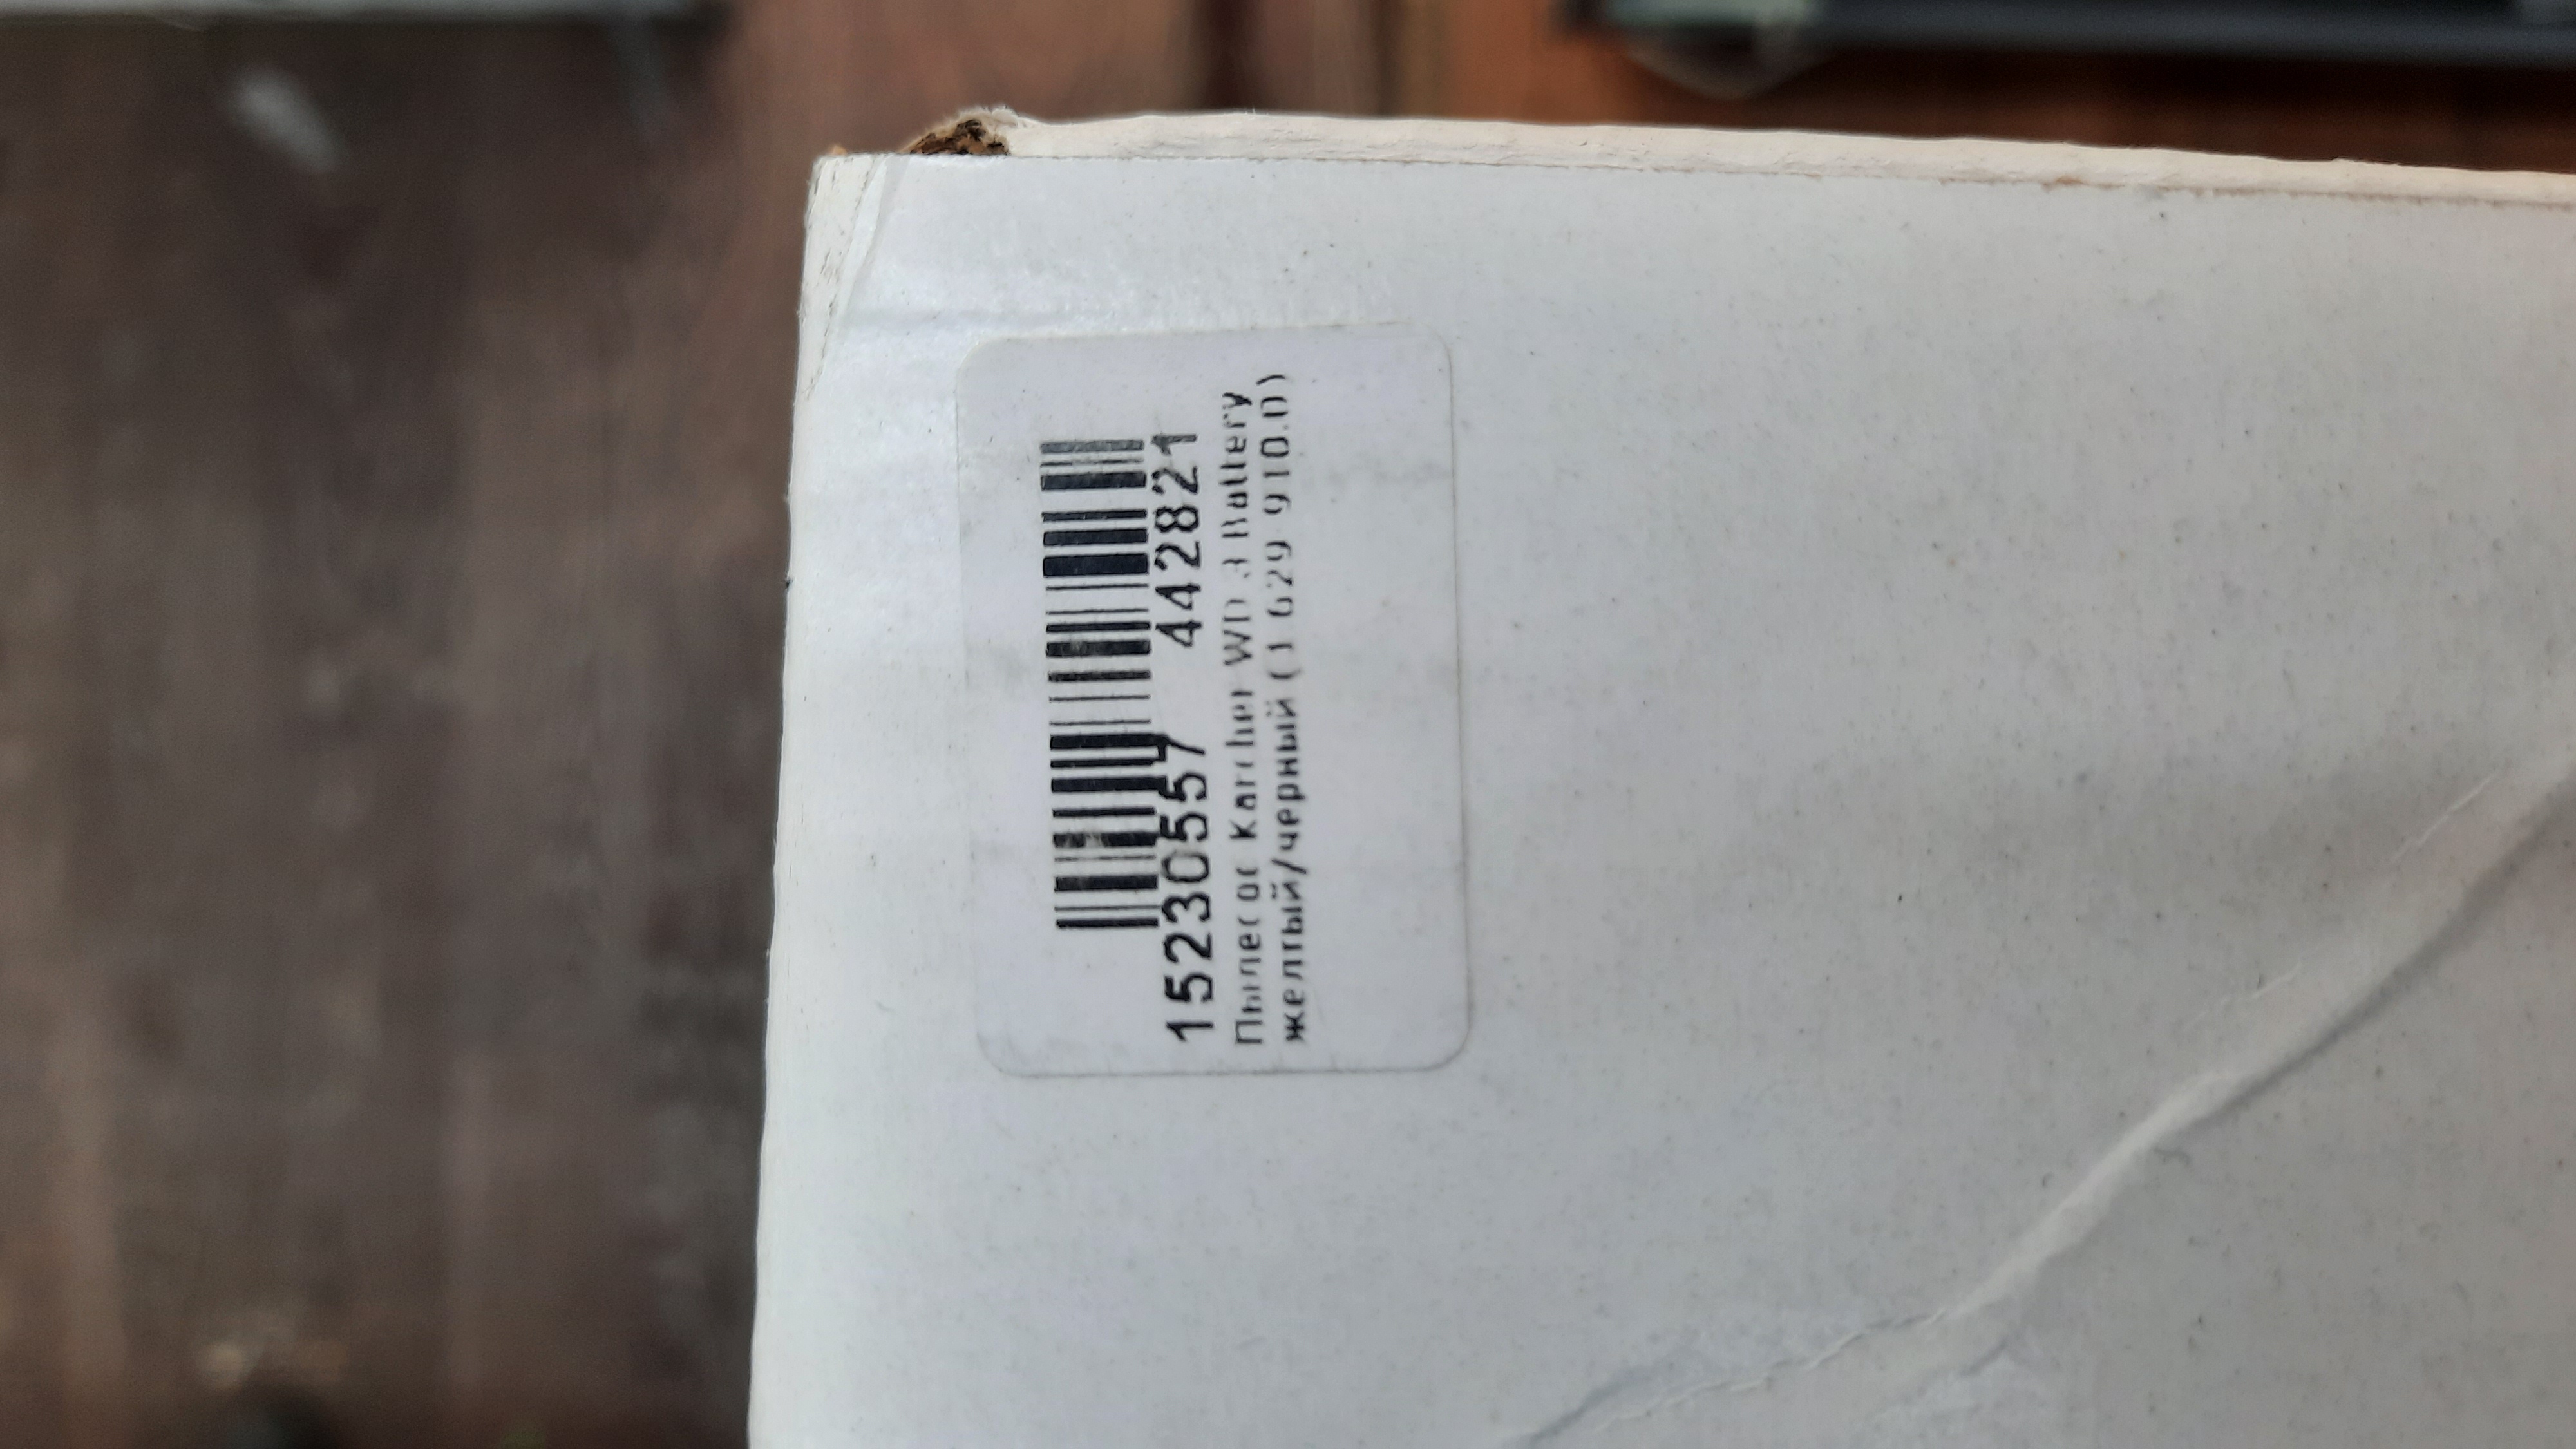 15230557 442821
Пылесос Karcher WD 3 Battery
желтый/черный (1 629 910.0)